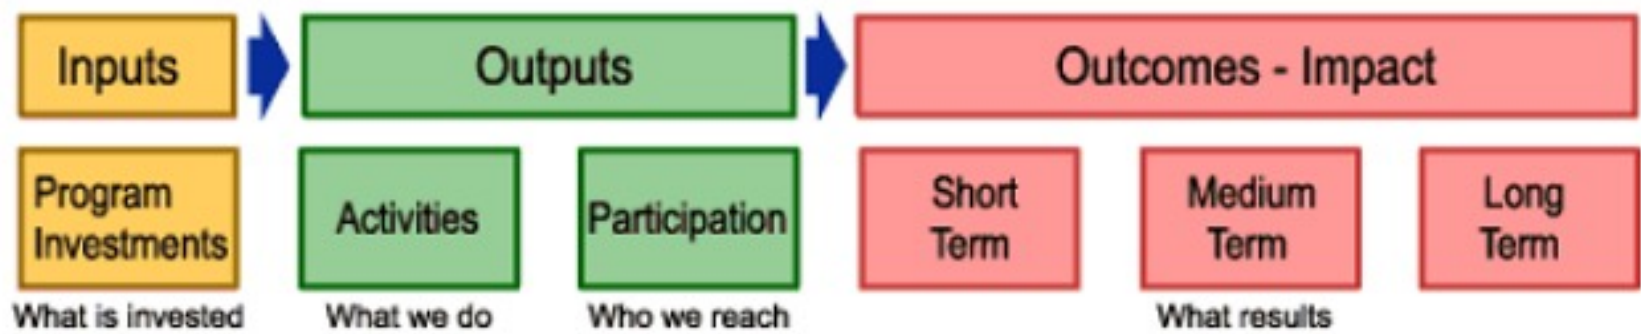 Inputs
Outputs
Outcomes - Impact
Program
Investments
Activities
Participation
Short
Term
Medium
Term
Long
Term
What is invested
What we do
Who we reach
What results